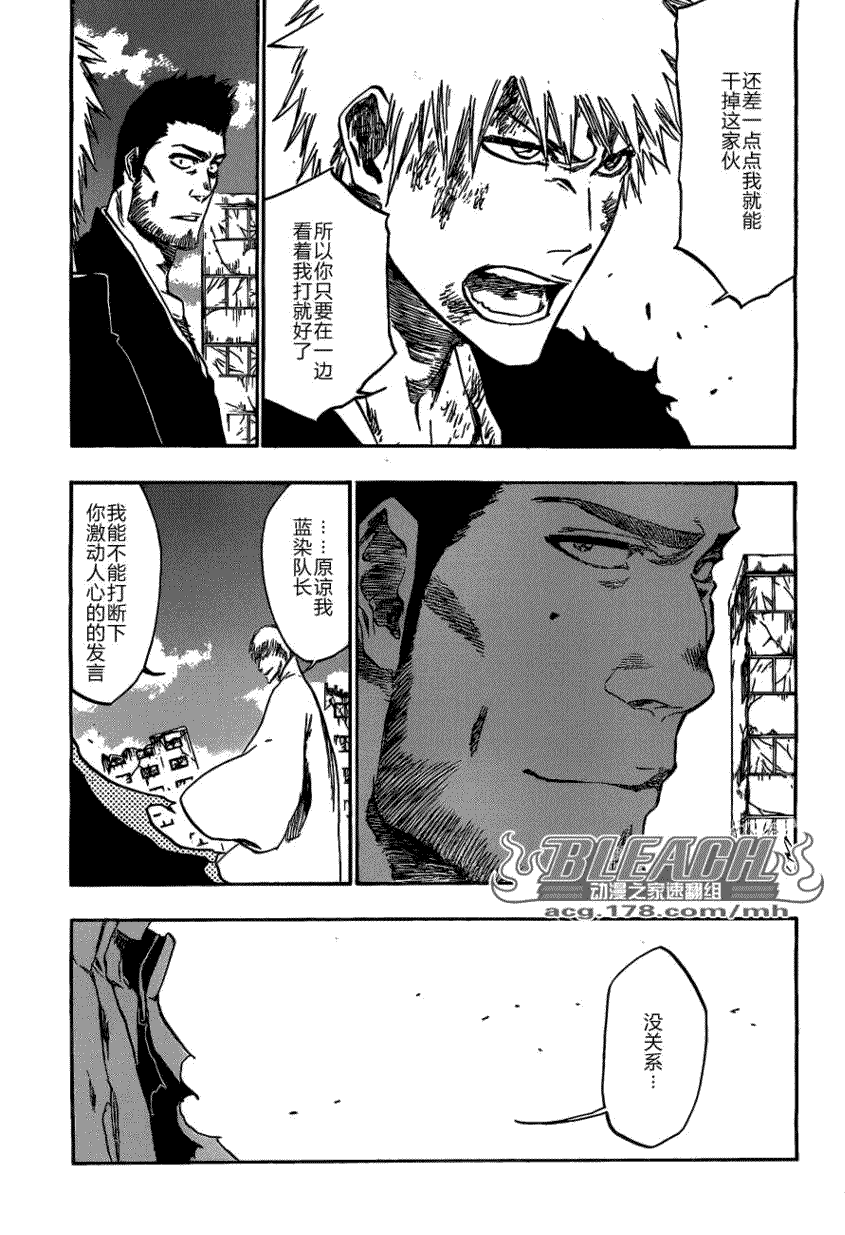 还差一点点我就能
干掉这家伙
所以你只要在一边
看着我打就好了
……原谅我
蓝染队长
我能不能打断下
你激动人心的的发言
BLEACH
动漫之家速翻组
acg.178.com/mh
没关系…